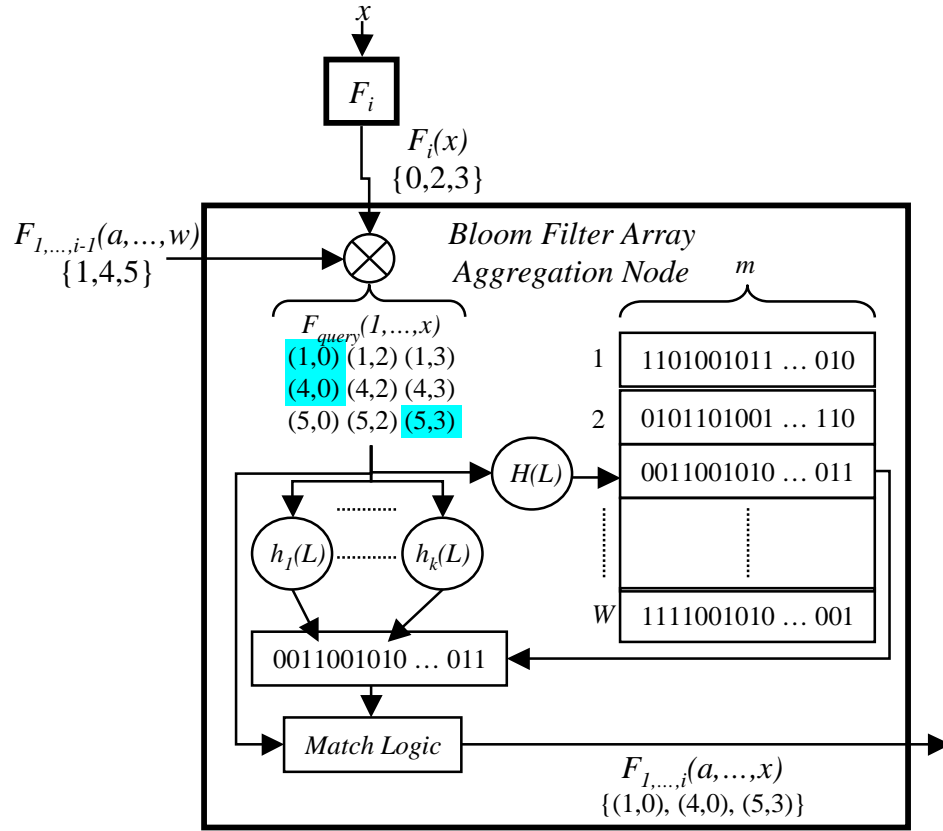 x
F_i
F_i(x)
{0,2,3}
F_{1,...,i-1}(a,...,w)
{1,4,5}
Bloom Filter Array
Aggregation Node
m
F_{query}(1,...,x)
(1,0) (1,2) (1,3)
(4,0) (4,2) (4,3)
(5,0) (5,2) (5,3)
1 1101001011 ... 010
2 0101101001 ... 110
0011001010 ... 011
W 1111001010 ... 001
H(L)
h_1(L) h_k(L)
0011001010 ... 011
Match Logic
F_{1,...,i}(a,...,x)
{(1,0), (4,0), (5,3)}